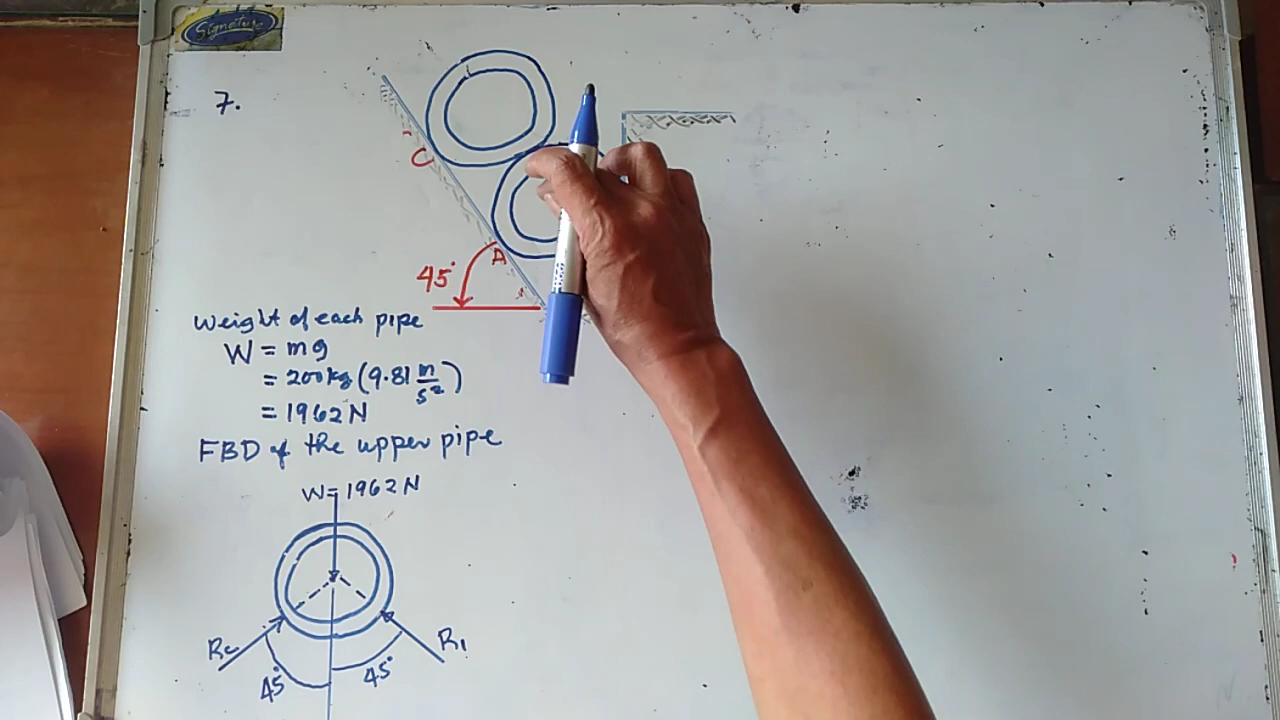 Signature
7.
C
A
45°
Weight of each pipe
W = mg
= 200kg (9.81 m/s²)
= 1962 N
FBD of the upper pipe
W = 1962 N
Rc
R1
45°
45°